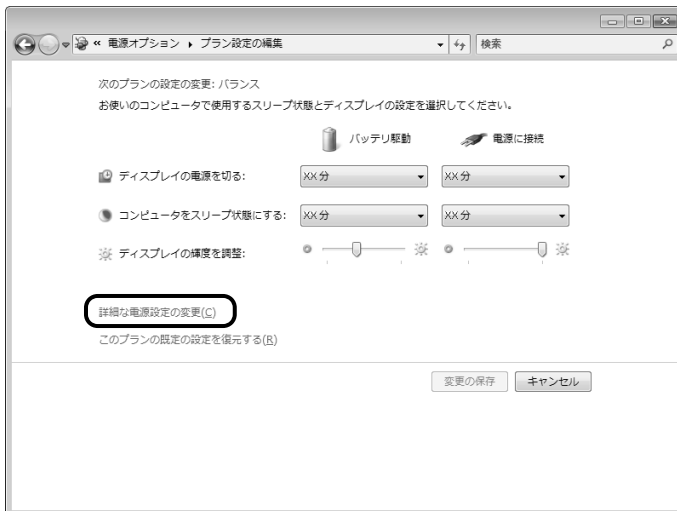 « 電源オプション ▸ プラン設定の編集
検索
次のプランの設定の変更: バランス
お使いのコンピュータで使用するスリープ状態とディスプレイの設定を選択してください。
バッテリ駆動
電源に接続
ディスプレイの電源を切る:
XX分
XX分
コンピュータをスリープ状態にする:
XX分
XX分
ディスプレイの輝度を調整:
詳細な電源設定の変更(C)
このプランの既定の設定を復元する(R)
変更の保存
キャンセル